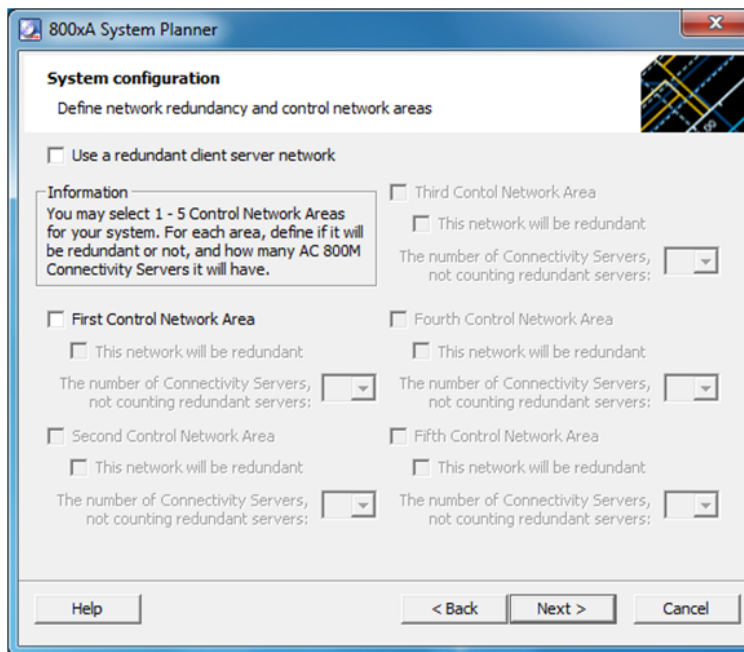 800xA System Planner
System configuration
Define network redundancy and control network areas
Use a redundant client server network
Information
You may select 1 - 5 Control Network Areas
for your system. For each area, define if it will
be redundant or not, and how many AC 800M
Connectivity Servers it will have.
First Control Network Area
This network will be redundant
The number of Connectivity Servers,
not counting redundant servers:
Second Control Network Area
This network will be redundant
The number of Connectivity Servers,
not counting redundant servers:
Third Contol Network Area
This network will be redundant
The number of Connectivity Servers,
not counting redundant servers:
Fourth Control Network Area
This network will be redundant
The number of Connectivity Servers,
not counting redundant servers:
Fifth Control Network Area
This network will be redundant
The number of Connectivity Servers,
not counting redundant servers:
Help
< Back
Next >
Cancel